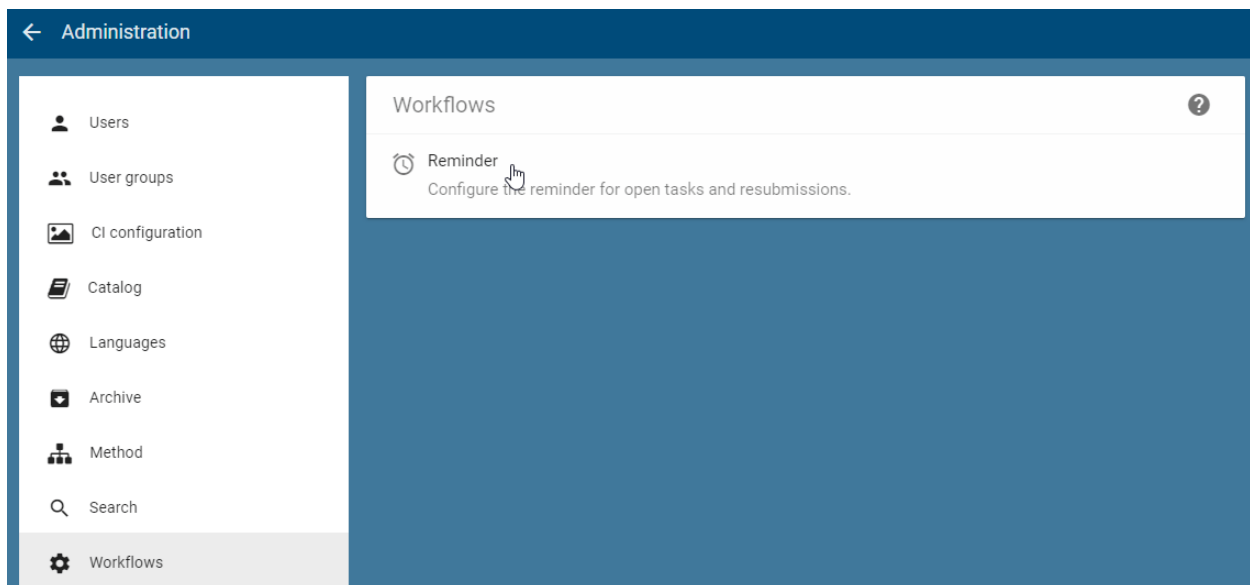 Administration
Users
User groups
CI configuration
Catalog
Languages
Archive
Method
Search
Workflows
Workflows
Reminder
Configure the reminder for open tasks and resubmissions.